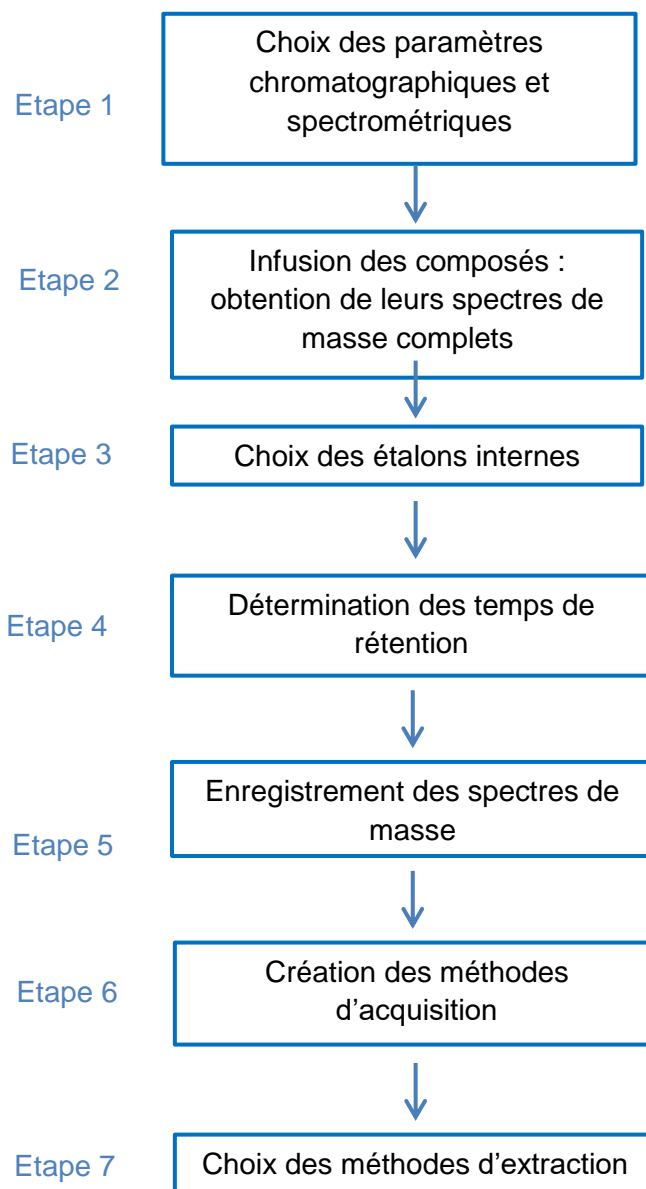 Choix des paramètres
chromatographiques et
spectrométriques
Etape 1
Infusion des composés :
obtention de leurs spectres de
masse complets
Etape 2
Choix des étalons internes
Etape 3
Détermination des temps de
rétention
Etape 4
Enregistrement des spectres de
masse
Etape 5
Création des méthodes
d’acquisition
Etape 6
Choix des méthodes d’extraction
Etape 7